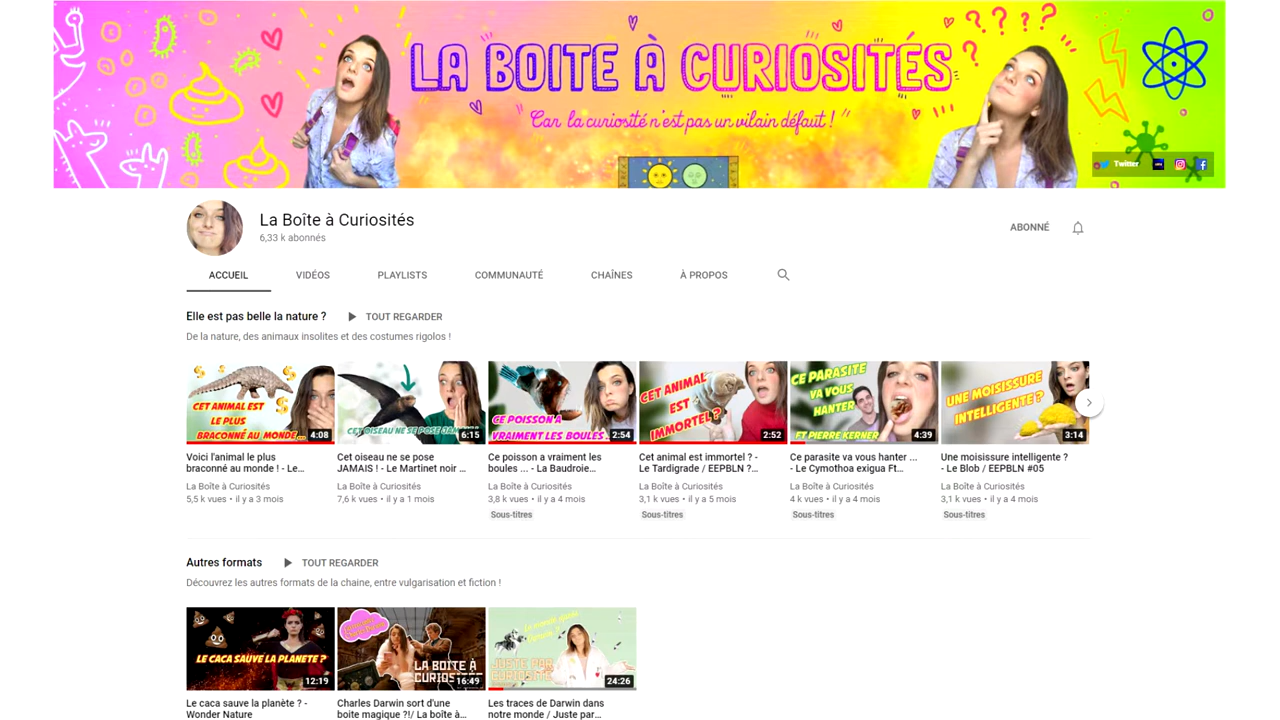 LA BOITE À CURIOSITÉS
"Car la curiosité n'est pas un vilain défaut ! "
Twitter
La Boîte à Curiosités
6,33 k abonnés
ABONNÉ
ACCUEIL VIDÉOS PLAYLISTS COMMUNAUTÉ CHAÎNES À PROPOS
Elle est pas belle la nature ? TOUT REGARDER
De la nature, des animaux insolites et des costumes rigolos !
CET ANIMAL EST
LE PLUS
BRACONNÉ AU MONDE...
4:08
CET OISEAU NE SE POSE JAMAIS
6:15
CE POISSON A
VRAIMENT LES BOULES...
2:54
CET ANIMAL
EST
IMMORTEL ?
2:52
CE PARASITE
VA VOUS
HANTER
FT PIERRE KERNER
4:39
UNE MOISISSURE
INTELLIGENTE ?
3:14
Voici l'animal le plus
braconné au monde ! - Le...
La Boîte à Curiosités
5,5 k vues • il y a 3 mois
Cet oiseau ne se pose
JAMAIS ! - Le Martinet noir ...
La Boîte à Curiosités
7,6 k vues • il y a 1 mois
Ce poisson a vraiment les
boules ... - La Baudroie...
La Boîte à Curiosités
3,8 k vues • il y a 4 mois
Sous-titres
Cet animal est immortel ? -
Le Tardigrade / EEPBLN ?...
La Boîte à Curiosités
3,1 k vues • il y a 5 mois
Sous-titres
Ce parasite va vous hanter ...
- Le Cymothoa exigua Ft...
La Boîte à Curiosités
4 k vues • il y a 4 mois
Sous-titres
Une moisissure intelligente ?
- Le Blob / EEPBLN #05
La Boîte à Curiosités
3,1 k vues • il y a 4 mois
Sous-titres
Autres formats TOUT REGARDER
Découvrez les autres formats de la chaine, entre vulgarisation et fiction !
LE CACA SAUVE LA PLANETE ?
12:19
LA BOITE À
CURIOS
16:49
JUSTE PAR
CURIOSITÉ
24:26
Le caca sauve la planète ? -
Wonder Nature
Charles Darwin sort d'une
boite magique ?!/ La boîte à...
Les traces de Darwin dans
notre monde / Juste par...